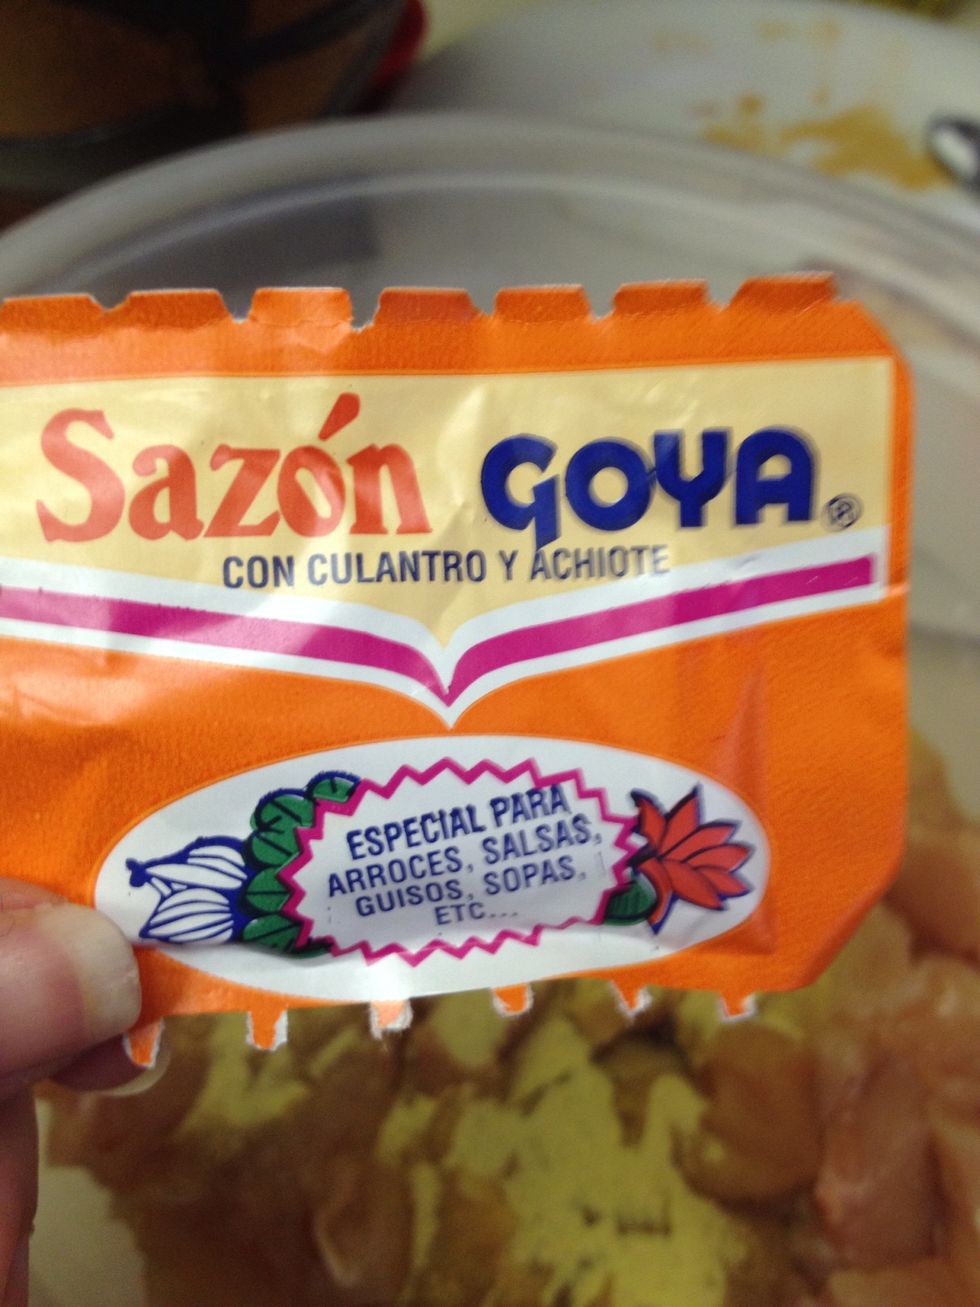 Sazón GOYA®
CON CULANTRO Y ACHIOTE
ESPECIAL PARA
ARROCES, SALSAS,
GUISOS, SOPAS,
ETC...